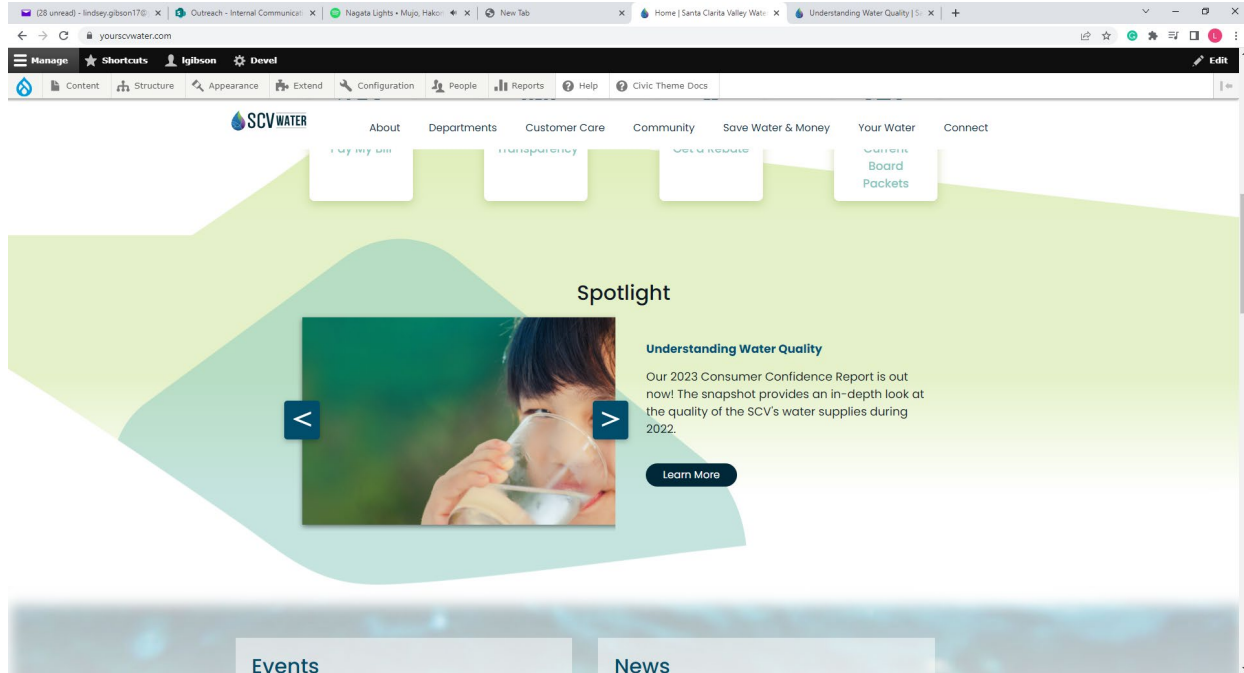 (28 unread) - lindsey.gibson17@
Outreach - Internal Communicati
Nagata Lights • Mujo, Hakon
New Tab
Home | Santa Clarita Valley Wate
Understanding Water Quality | S
yourscvwater.com
L
Manage Shortcuts lgibson Devel Edit
Content Structure Appearance Extend Configuration People Reports Help Civic Theme Docs
SCV WATER
About Departments Customer Care Community Save Water & Money Your Water Connect
Pay My Bill Transparency Get a Rebate Current
Board
Packets
Spotlight
Understanding Water Quality
Our 2023 Consumer Confidence Report is out
now! The snapshot provides an in-depth look at
the quality of the SCV's water supplies during
2022.
< >
Learn More
Events News